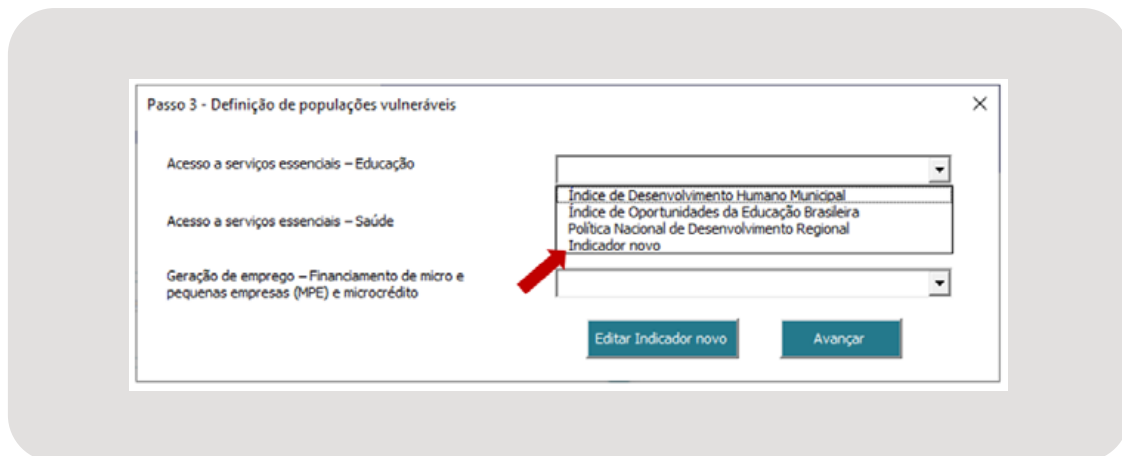 Passo 3 - Definição de populações vulneráveis
Acesso a serviços essenciais – Educação
Índice de Desenvolvimento Humano Municipal
Índice de Oportunidades da Educação Brasileira
Política Nacional de Desenvolvimento Regional
Indicador novo
Acesso a serviços essenciais – Saúde
Geração de emprego – Financiamento de micro e
pequenas empresas (MPE) e microcrédito
Editar Indicador novo
Avançar